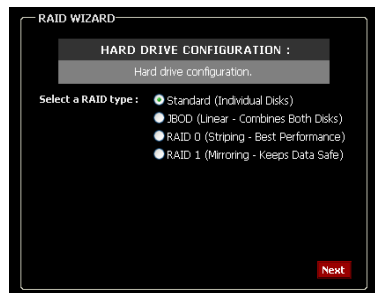 RAID WIZARD
HARD DRIVE CONFIGURATION :
Hard drive configuration.
Select a RAID type : Standard (Individual Disks)
JBOD (Linear - Combines Both Disks)
RAID 0 (Striping - Best Performance)
RAID 1 (Mirroring - Keeps Data Safe)
Next